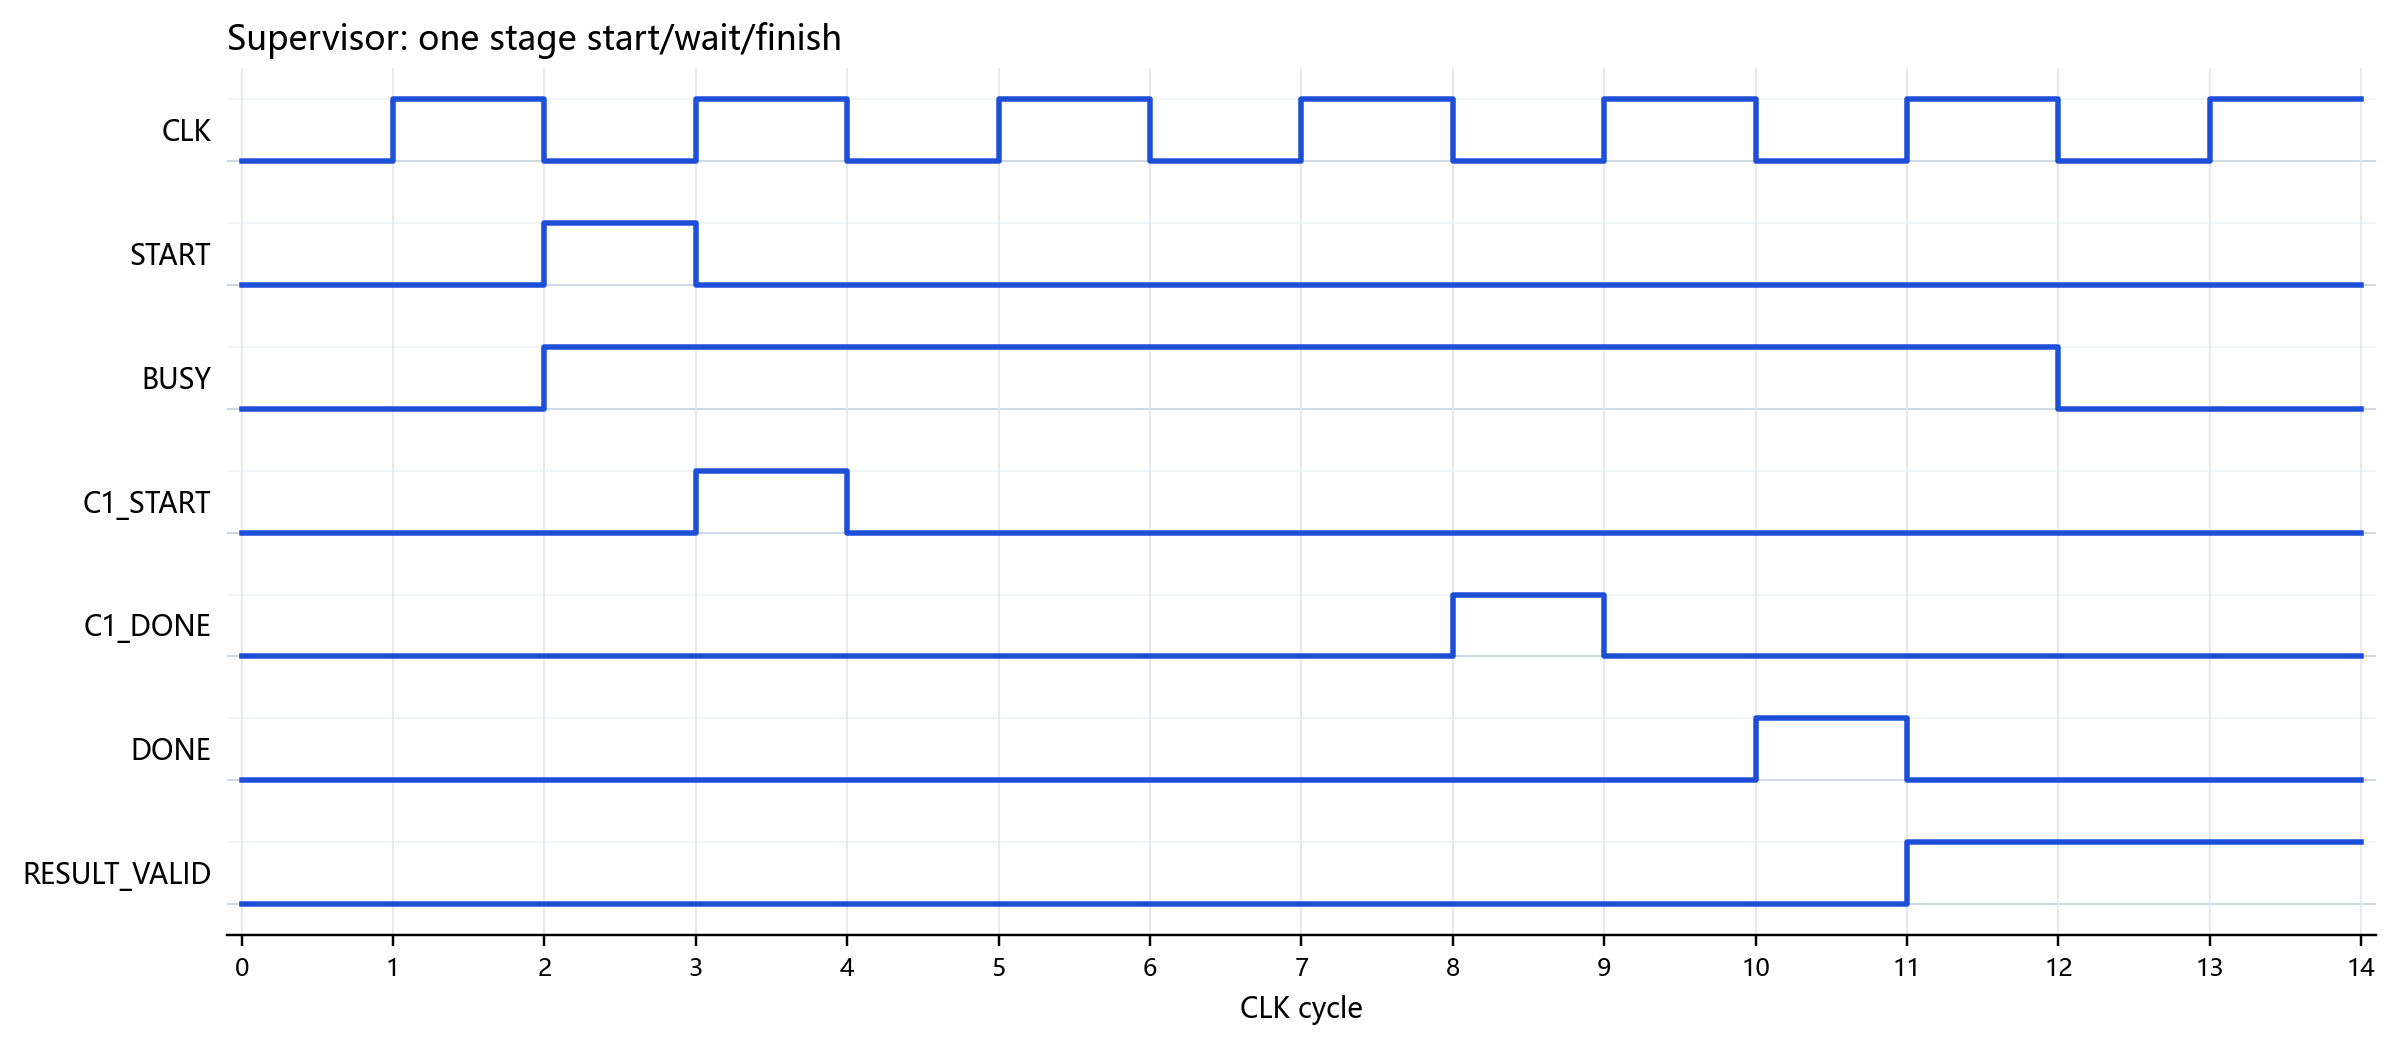 Supervisor: one stage start/wait/finish
CLK
START
BUSY
C1_START
C1_DONE
DONE
RESULT_VALID
0 1 2 3 4 5 6 7 8 9 10 11 12 13 14
CLK cycle